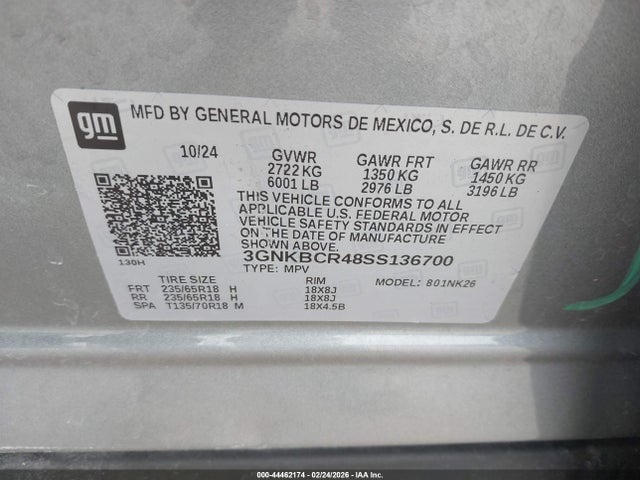 gm MFD BY GENERAL MOTORS DE MEXICO, S. DE R.L. DE C.V.
10/24 GVWR GAWR FRT GAWR RR
2722 KG 1350 KG 1450 KG
6001 LB 2976 LB 3196 LB
THIS VEHICLE CONFORMS TO ALL
APPLICABLE U.S. FEDERAL MOTOR
VEHICLE SAFETY STANDARDS IN EFFECT
ON THE DATE OF MANUFACTURE
SHOWN ABOVE.
130H 3GNKBCR48SS136700
TYPE: MPV MODEL: 801NK26
TIRE SIZE RIM
FRT 235/65R18 H 18X8J
RR 235/65R18 H 18X8J
SPA T135/70R18 M 18X4.5B
000-44462174 - 02/24/2026 - IAA Inc.